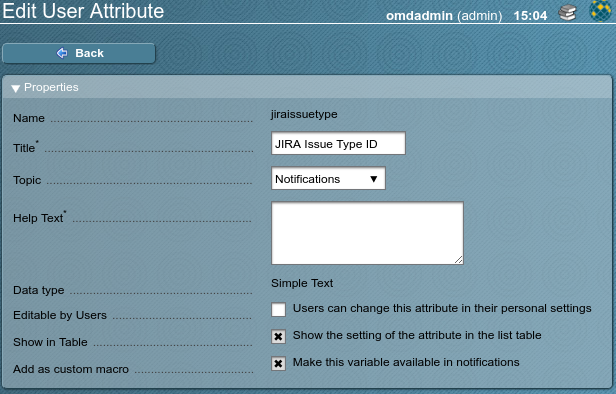 Edit User Attribute
omdadmin (admin) 15:04
Back
Properties
Name jiraissuetype
Title* JIRA Issue Type ID
Topic Notifications
Help Text*
Data type Simple Text
Editable by Users Users can change this attribute in their personal settings
Show in Table Show the setting of the attribute in the list table
Add as custom macro Make this variable available in notifications